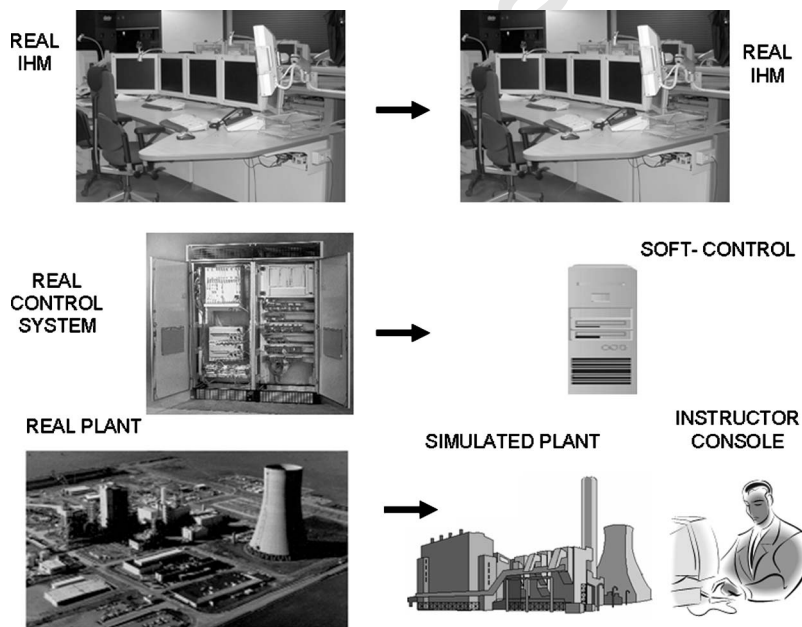 REAL
IHM
REAL
IHM
REAL
CONTROL
SYSTEM
SOFT- CONTROL
REAL PLANT
SIMULATED PLANT
INSTRUCTOR
CONSOLE